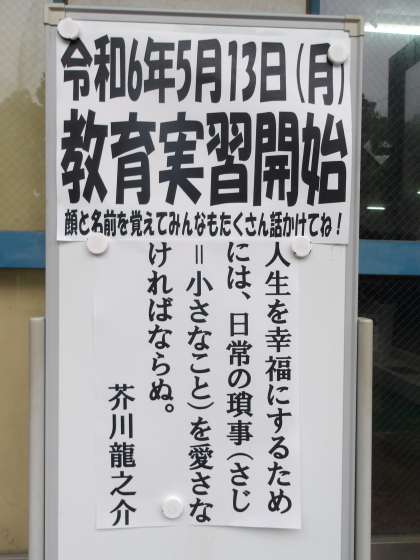 令和6年5月13日(月)
教育実習開始
顔と名前を覚えてみんなもたくさん話かけてね!
人生を幸福にするため
には、日常の瑣事(さじ
=小さなこと)を愛さな
ければならぬ。
芥川龍之介